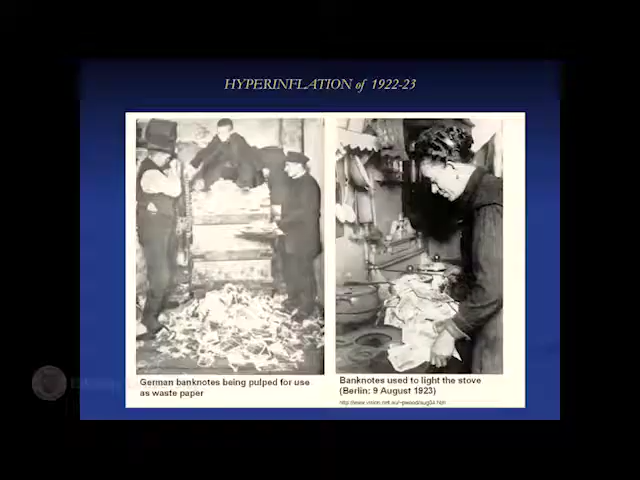 HYPERINFLATION of 1922-23
German banknotes being pulped for use
as waste paper
Banknotes used to light the stove
(Berlin: 9 August 1923)